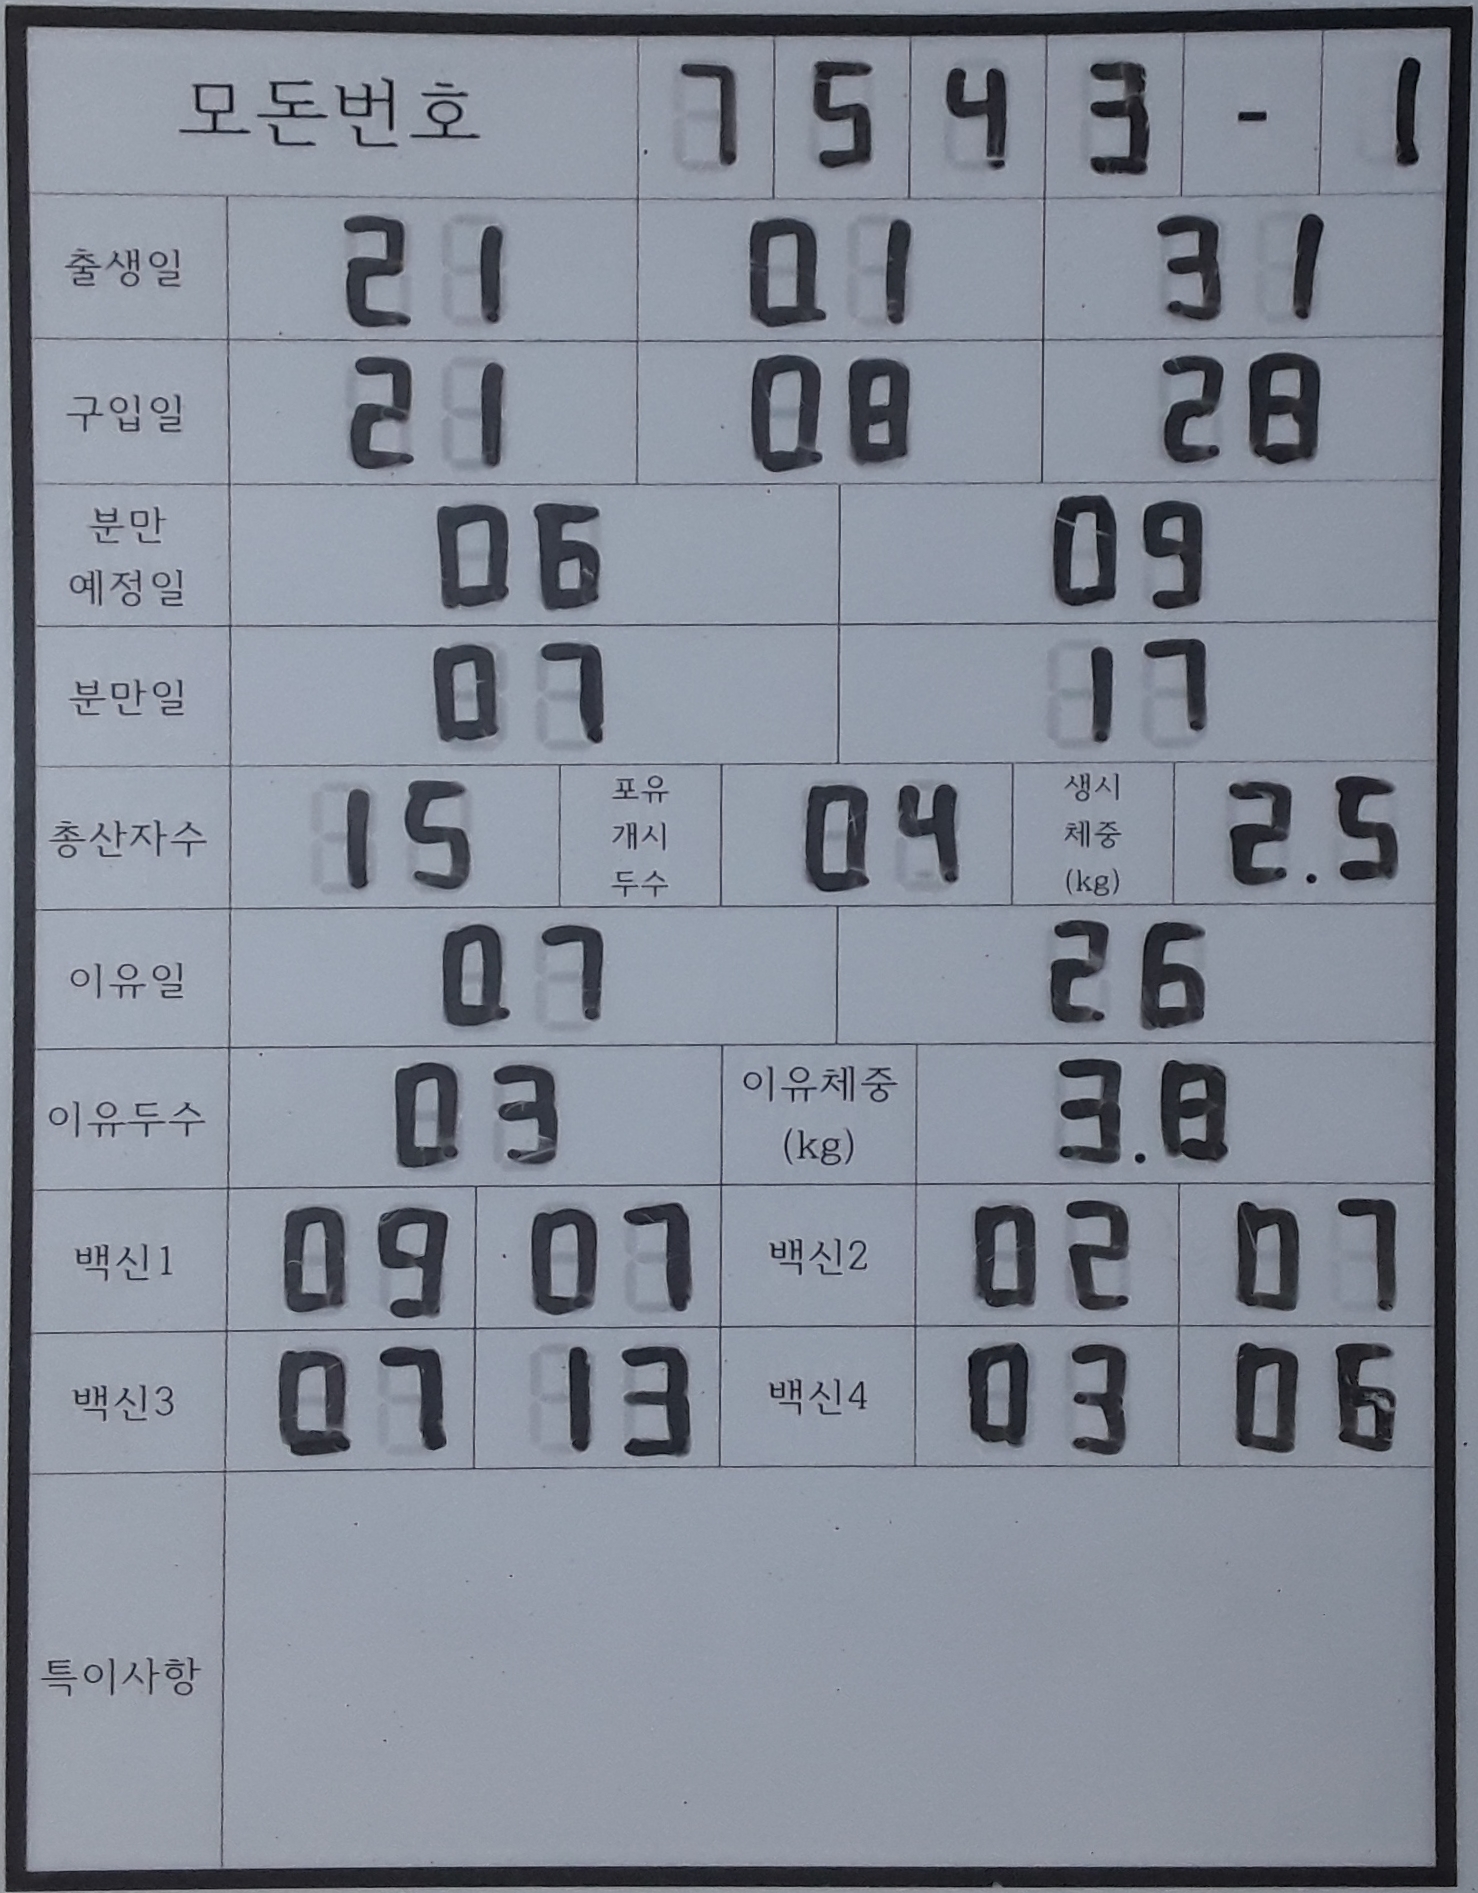 모돈번호 7 5 4 3 - 1
출생일 21 01 31
구입일 21 08 28
분만
예정일 06 09
분만일 07 17
총산자수 15 포유
개시
두수 04 생시
체중
(kg) 2.5
이유일 07 26
이유두수 03 이유체중
(kg) 3.8
백신1 09 07 백신2 02 07
백신3 07 13 백신4 03 06
특이사항